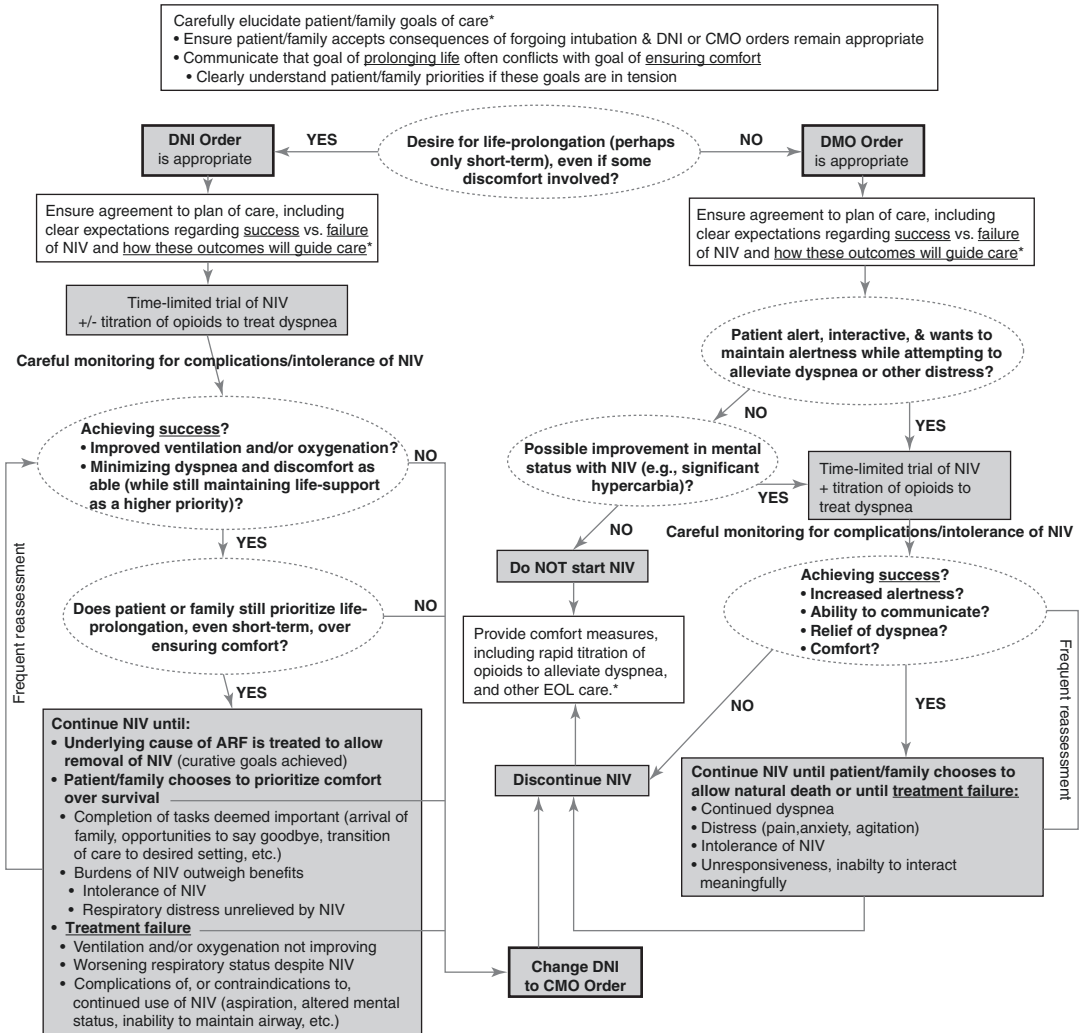 Carefully elucidate patient/family goals of care*
• Ensure patient/family accepts consequences of forgoing intubation & DNI or CMO orders remain appropriate
• Communicate that goal of prolonging life often conflicts with goal of ensuring comfort
• Clearly understand patient/family priorities if these goals are in tension
Desire for life-prolongation (perhaps
only short-term), even if some
discomfort involved?
YES
DNI Order
is appropriate
Ensure agreement to plan of care, including
clear expectations regarding success vs. failure
of NIV and how these outcomes will guide care*
Time-limited trial of NIV
+/- titration of opioids to treat dyspnea
Careful monitoring for complications/intolerance of NIV
Achieving success?
• Improved ventilation and/or oxygenation?
• Minimizing dyspnea and discomfort as
able (while still maintaining life-support
as a higher priority)?
NO
YES
Does patient or family still prioritize life-
prolongation, even short-term, over
ensuring comfort?
NO
YES
Frequent reassessment
Continue NIV until:
• Underlying cause of ARF is treated to allow
removal of NIV (curative goals achieved)
• Patient/family chooses to prioritize comfort
over survival
• Completion of tasks deemed important (arrival of
family, opportunities to say goodbye, transition
of care to desired setting, etc.)
• Burdens of NIV outweigh benefits
• Intolerance of NIV
• Respiratory distress unrelieved by NIV
• Treatment failure
• Ventilation and/or oxygenation not improving
• Worsening respiratory status despite NIV
• Complications of, or contraindications to,
continued use of NIV (aspiration, altered mental
status, inability to maintain airway, etc.)
NO
DMO Order
is appropriate
Ensure agreement to plan of care, including
clear expectations regarding success vs. failure
of NIV and how these outcomes will guide care*
Patient alert, interactive, & wants to
maintain alertness while attempting to
alleviate dyspnea or other distress?
NO
YES
Possible improvement in mental
status with NIV (e.g., significant
hypercarbia)?
YES
NO
Time-limited trial of NIV
+ titration of opioids to
treat dyspnea
Careful monitoring for complications/intolerance of NIV
Do NOT start NIV
Provide comfort measures,
including rapid titration of
opioids to alleviate dyspnea,
and other EOL care.*
Achieving success?
• Increased alertness?
• Ability to communicate?
• Relief of dyspnea?
• Comfort?
NO
YES
Frequent reassessment
Discontinue NIV
Continue NIV until patient/family chooses to
allow natural death or until treatment failure:
• Continued dyspnea
• Distress (pain,anxiety, agitation)
• Intolerance of NIV
• Unresponsiveness, inabilty to interact
meaningfully
Change DNI
to CMO Order